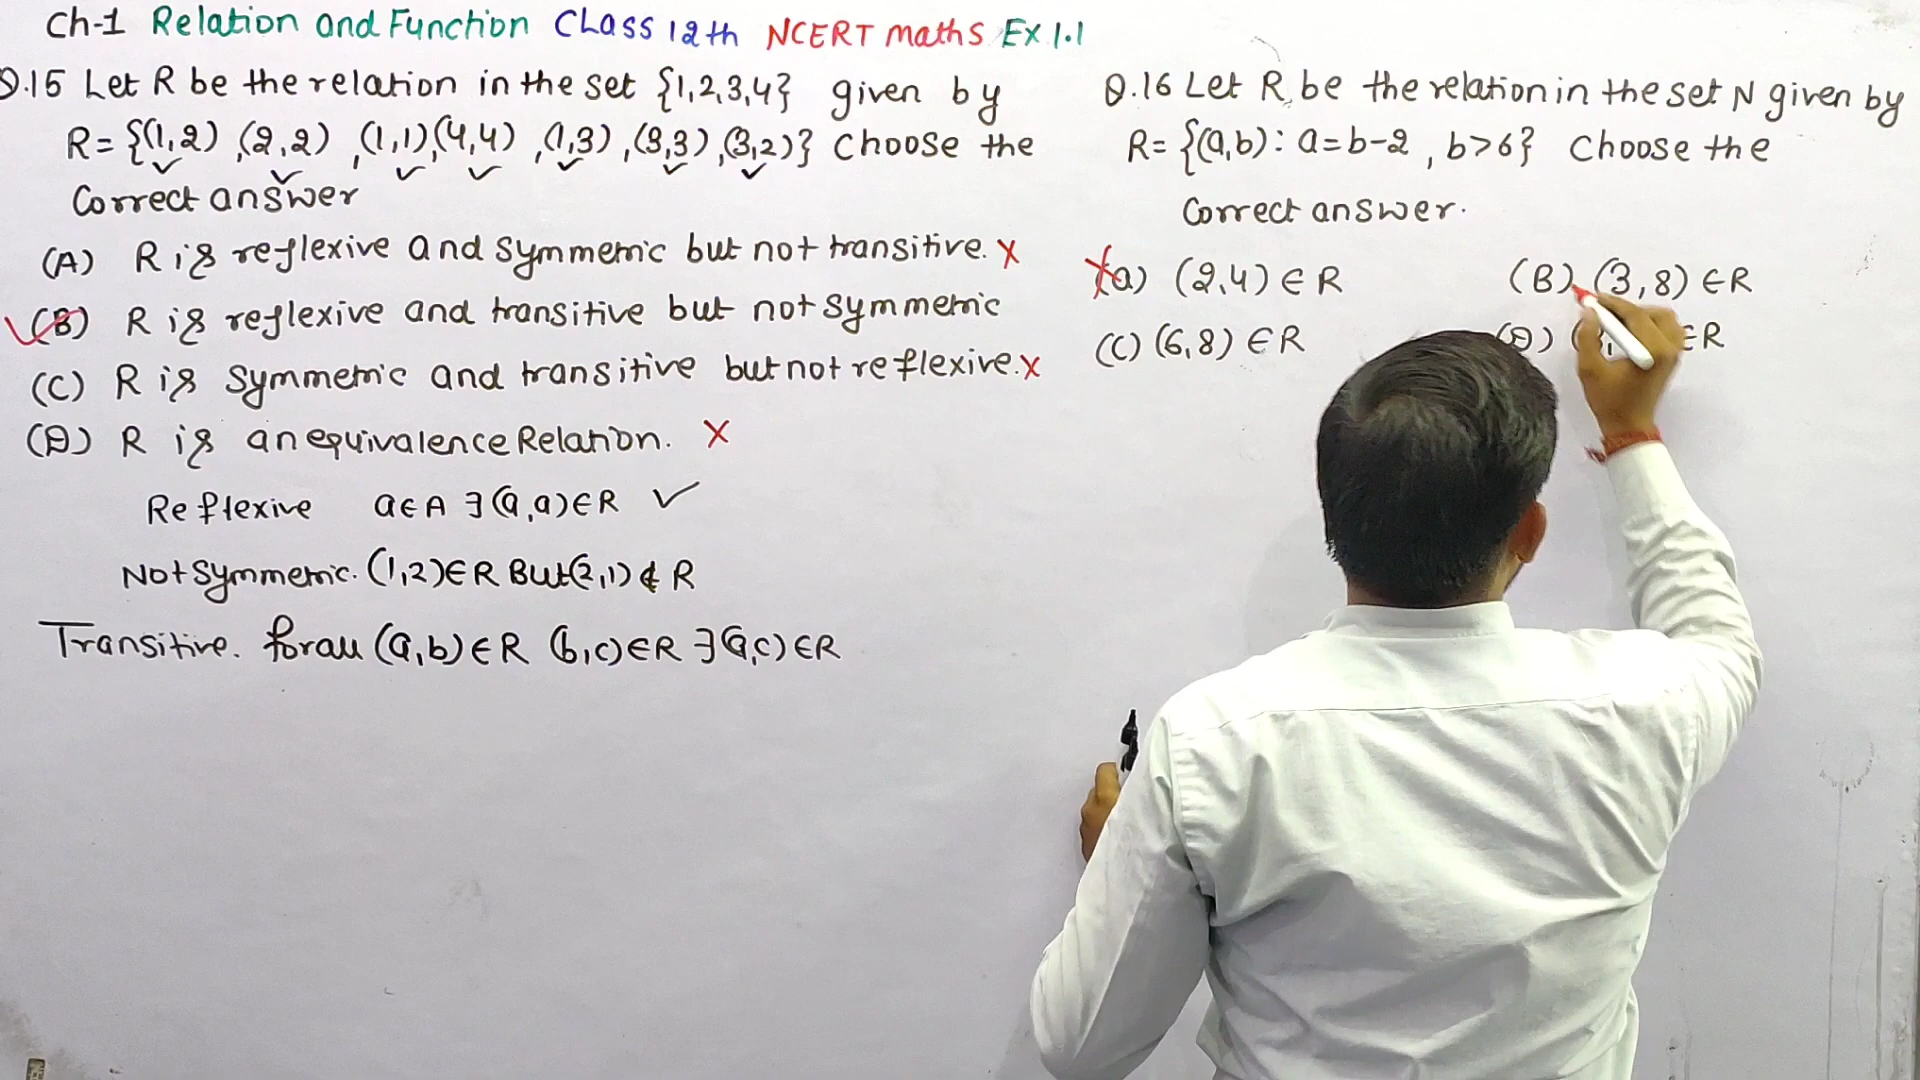 Ch-1 Relation and Function Class 12th NCERT maths Ex 1.1
Q.15 Let R be the relation in the set {1,2,3,4} given by
R= {(1,2) ,(2,2) ,(1,1),(4,4) ,(1,3) ,(3,3) ,(3,2)} Choose the
Correct answer
(A) R is reflexive and symmetric but not transitive. X
(B) R is reflexive and transitive but not symmetric
(C) R is symmetric and transitive but not reflexive. X
(D) R is an equivalence Relation. X
Reflexive a∈A ∃(a,a)∈R ✓
Not Symmetric. (1,2)∈R But(2,1)∉R
Transitive. for all (a,b)∈R (b,c)∈R ∃(a,c)∈R
Q.16 Let R be the relation in the set N given by
R= {(a,b): a=b-2 , b>6} Choose the
Correct answer.
(a) (2,4) ∈ R (B) (3,8) ∈ R
(C) (6,8) ∈ R (D) ∈R